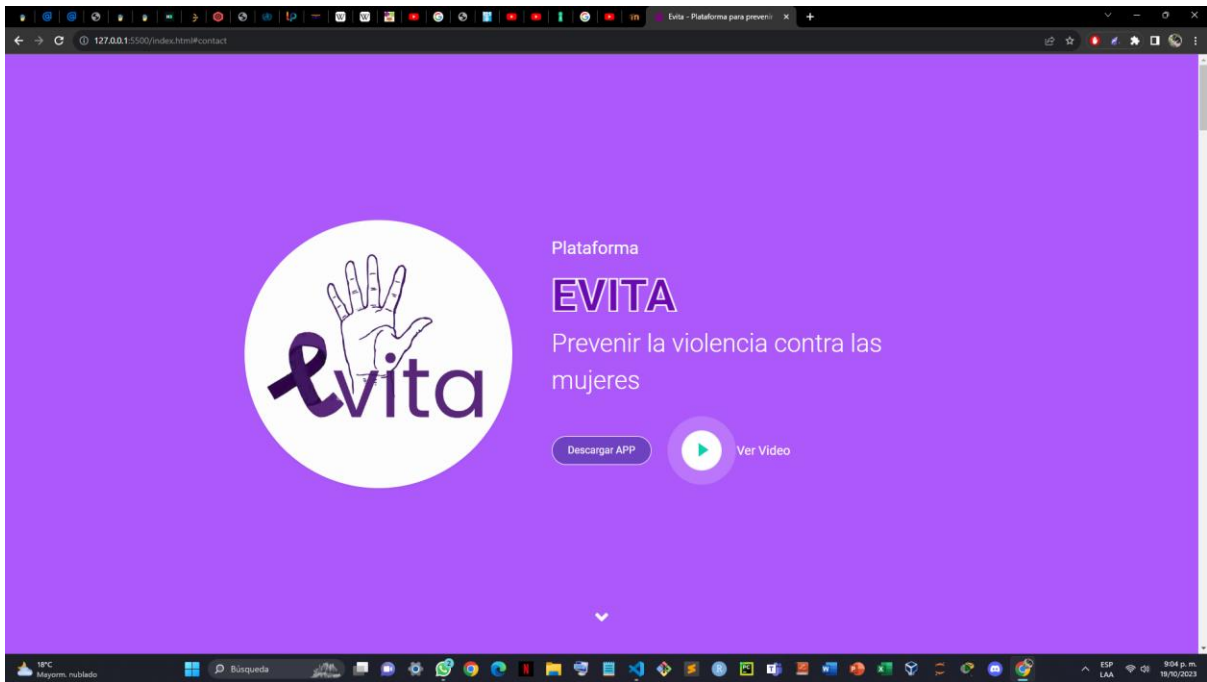 Evita - Plataforma para prevenir
127.0.0.1:5500/index.html#contact
Plataforma
EVITA
Prevenir la violencia contra las
mujeres
evita
Descargar APP
Ver Video
18°C
Mayorm. nublado
Búsqueda
ESP
LAA
9:04 p. m.
19/10/2023